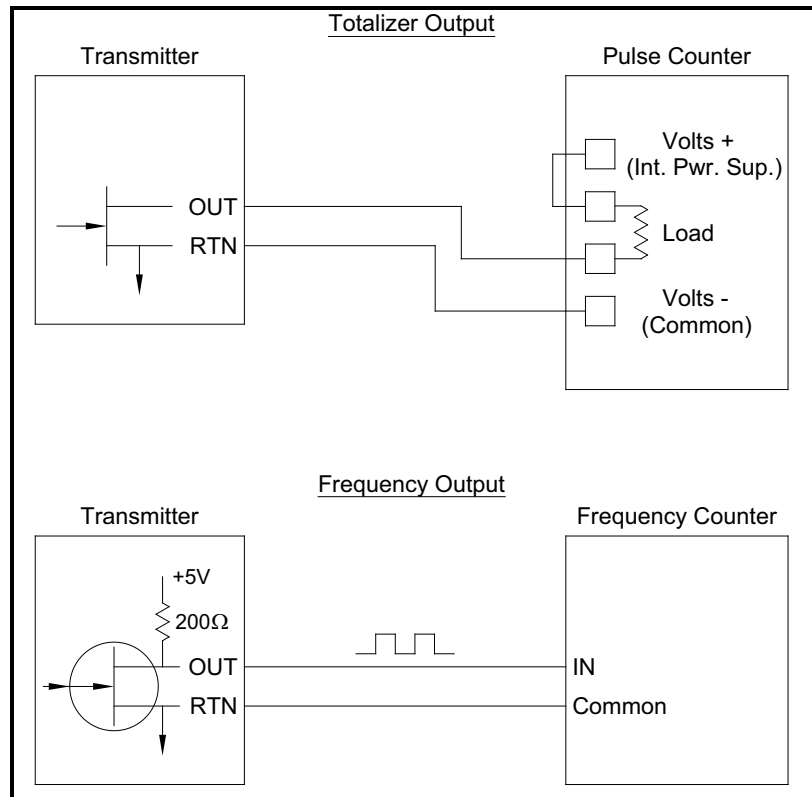 Totalizer Output
Transmitter
Pulse Counter
Volts +
(Int. Pwr. Sup.)
OUT
Load
RTN
Volts -
(Common)
Frequency Output
Transmitter
Frequency Counter
+5V
200Ω
OUT
IN
RTN
Common